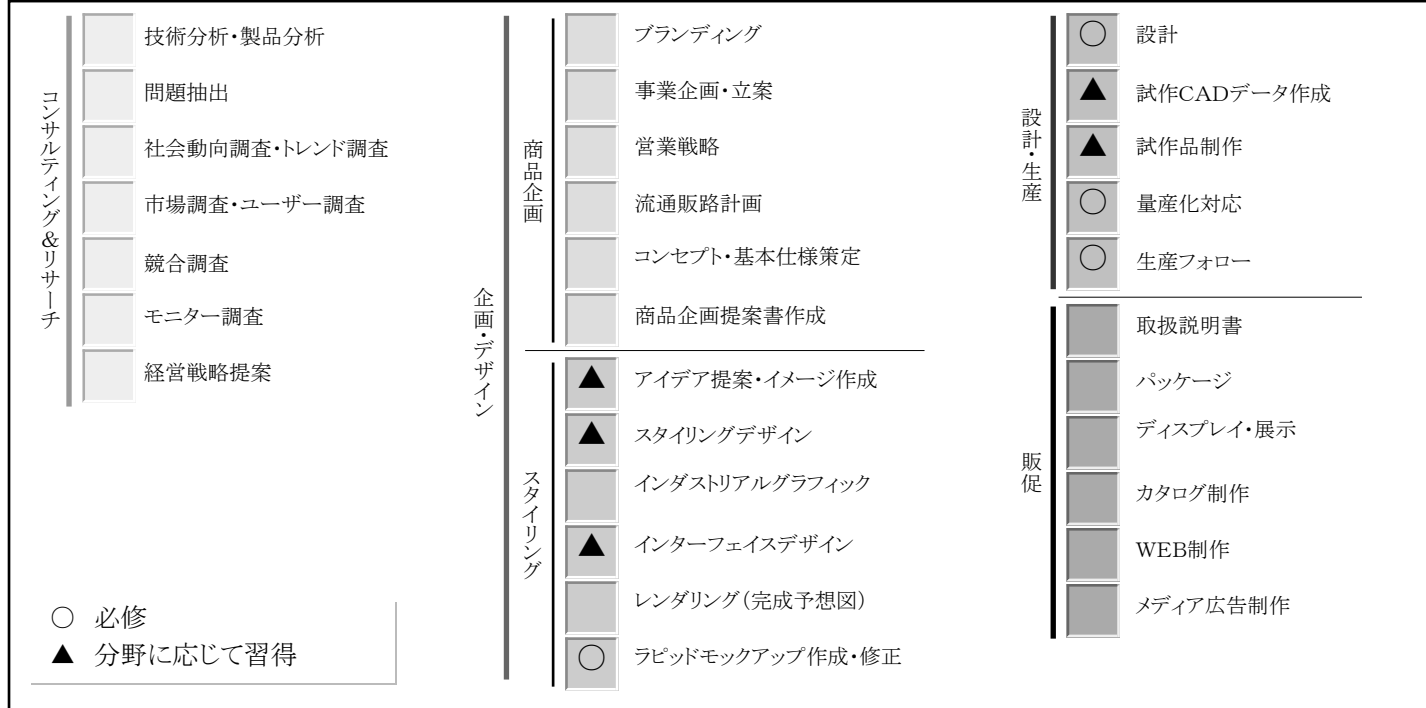 コンサルティング&リサーチ
技術分析・製品分析
問題抽出
社会動向調査・トレンド調査
市場調査・ユーザー調査
競合調査
モニター調査
経営戦略提案
企画・デザイン
商品企画
ブランディング
事業企画・立案
営業戦略
流通販路計画
コンセプト・基本仕様策定
商品企画提案書作成
スタイリング
▲ アイデア提案・イメージ作成
▲ スタイリングデザイン
インダストリアルグラフィック
▲ インターフェイスデザイン
レンダリング(完成予想図)
○ ラピッドモックアップ作成・修正
設計・生産
○ 設計
▲ 試作CADデータ作成
▲ 試作品制作
○ 量産化対応
○ 生産フォロー
販促
取扱説明書
パッケージ
ディスプレイ・展示
カタログ制作
WEB制作
メディア広告制作
○ 必修
▲ 分野に応じて習得